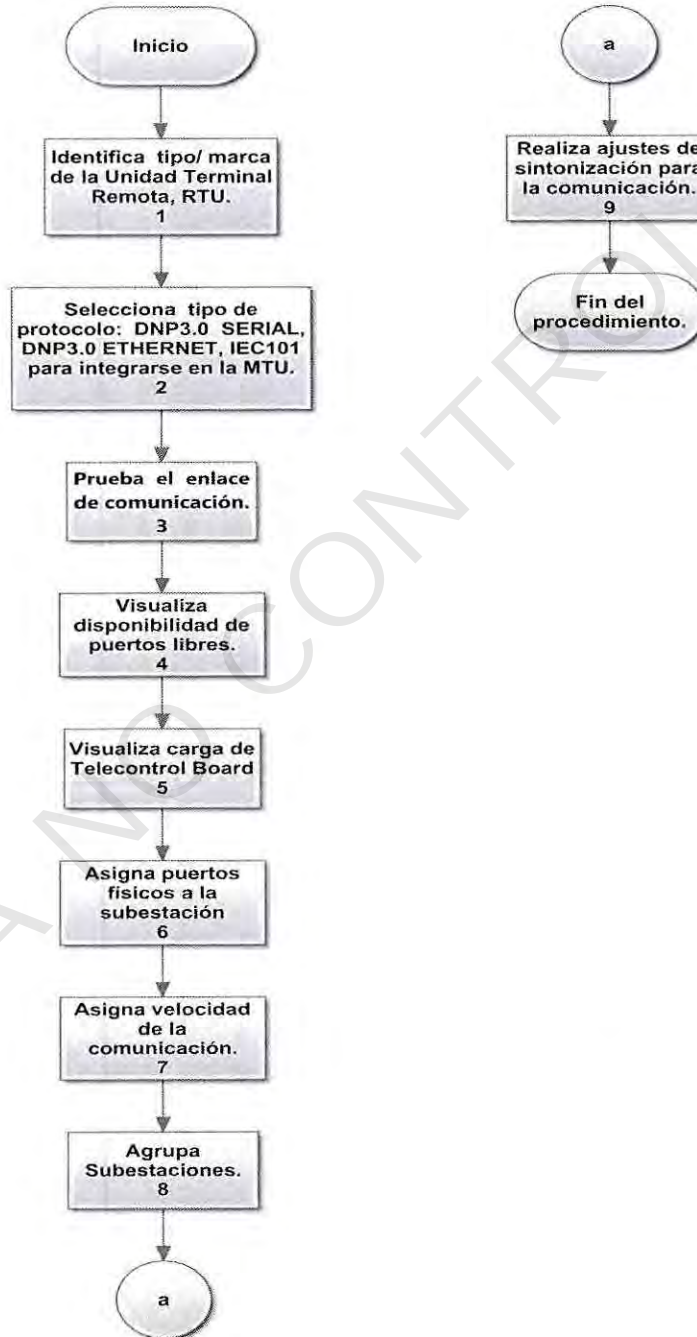 Inicio
Identifica tipo/ marca
de la Unidad Terminal
Remota, RTU.
1
Selecciona tipo de
protocolo: DNP3.0 SERIAL,
DNP3.0 ETHERNET, IEC101
para integrarse en la MTU.
2
Prueba el enlace
de comunicación.
3
Visualiza
disponibilidad de
puertos libres.
4
Visualiza carga de
Telecontrol Board
5
Asigna puertos
físicos a la
subestación
6
Asigna velocidad
de la
comunicación.
7
Agrupa
Subestaciones.
8
a
a
Realiza ajustes de
sintonización para
la comunicación.
9
Fin del
procedimiento.
A NO CONTROL